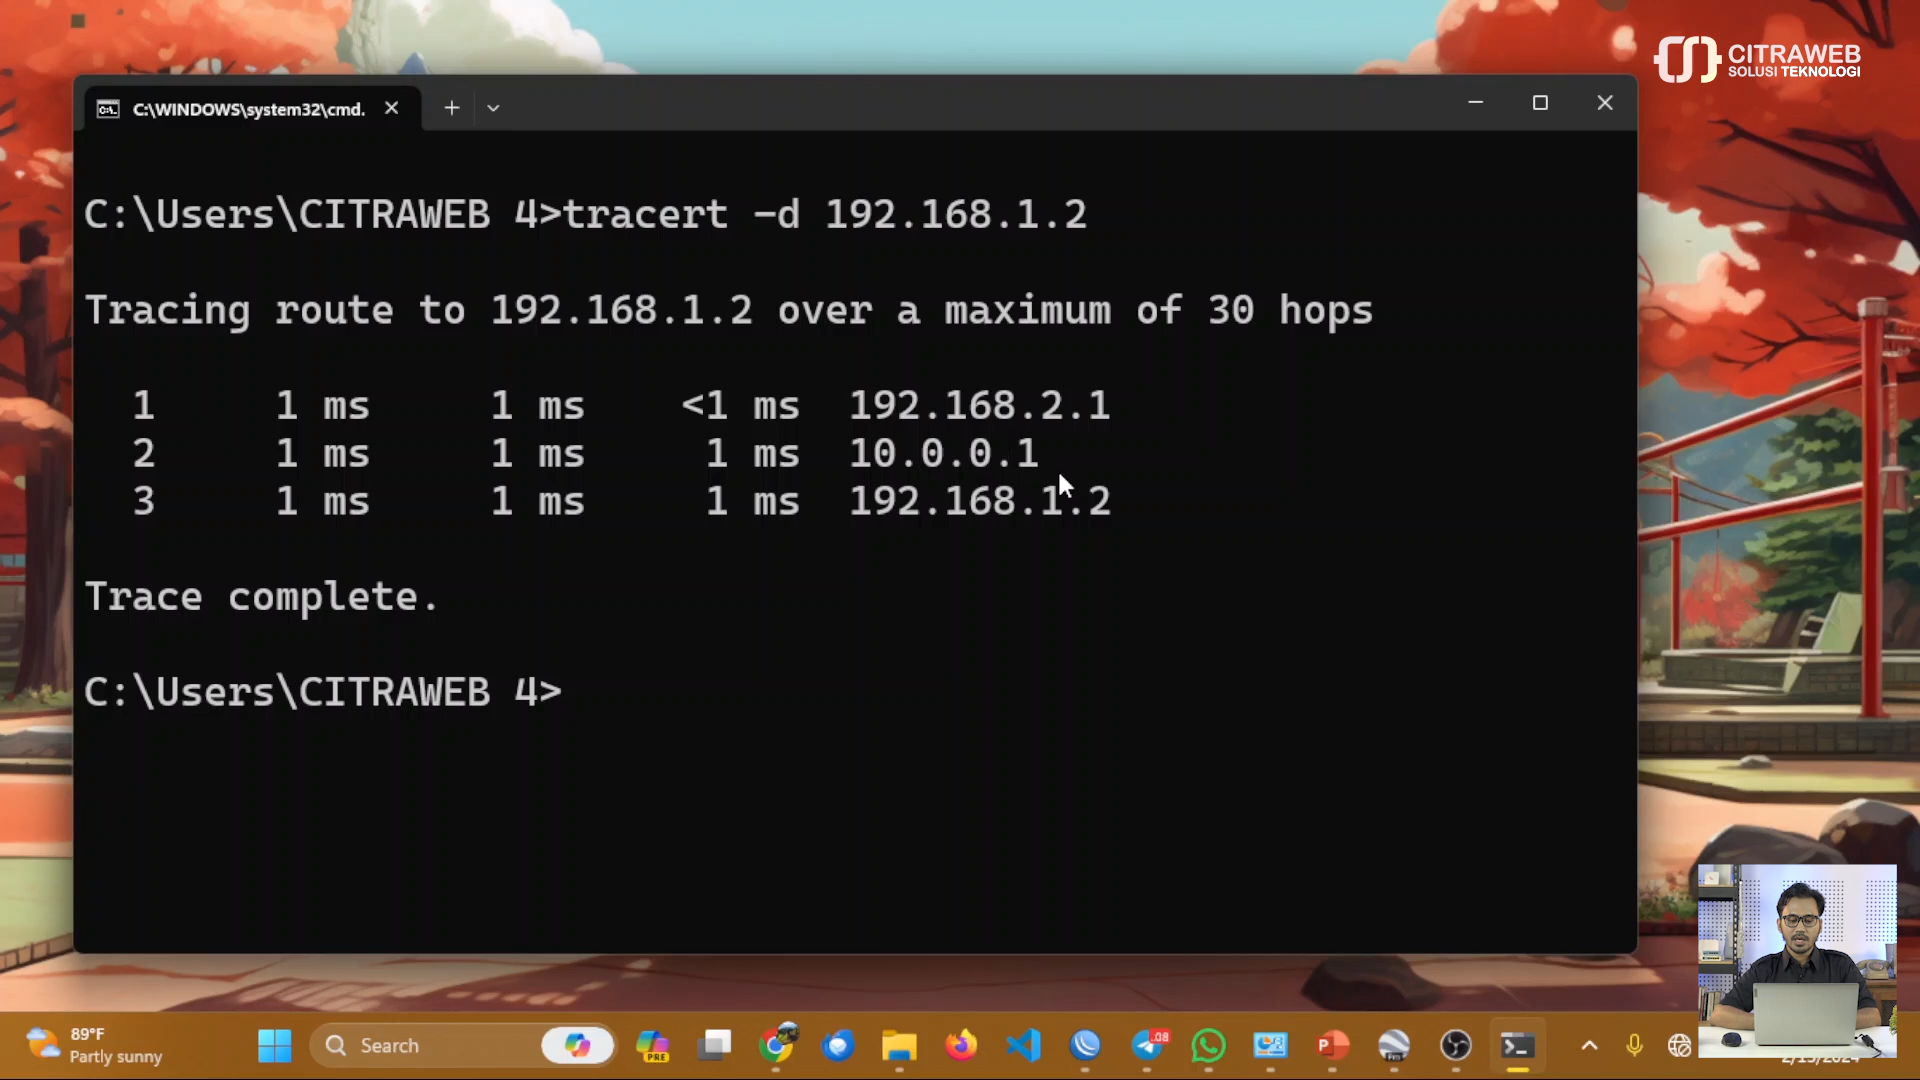 CITRAWEB
SOLUSI TEKNOLOGI
C:\WINDOWS\system32\cmd.
C:\Users\CITRAWEB 4>tracert -d 192.168.1.2
Tracing route to 192.168.1.2 over a maximum of 30 hops
1 1 ms 1 ms <1 ms 192.168.2.1
2 1 ms 1 ms 1 ms 10.0.0.1
3 1 ms 1 ms 1 ms 192.168.1.2
Trace complete.
C:\Users\CITRAWEB 4>
89°F
Partly sunny
Search
PRE
.08